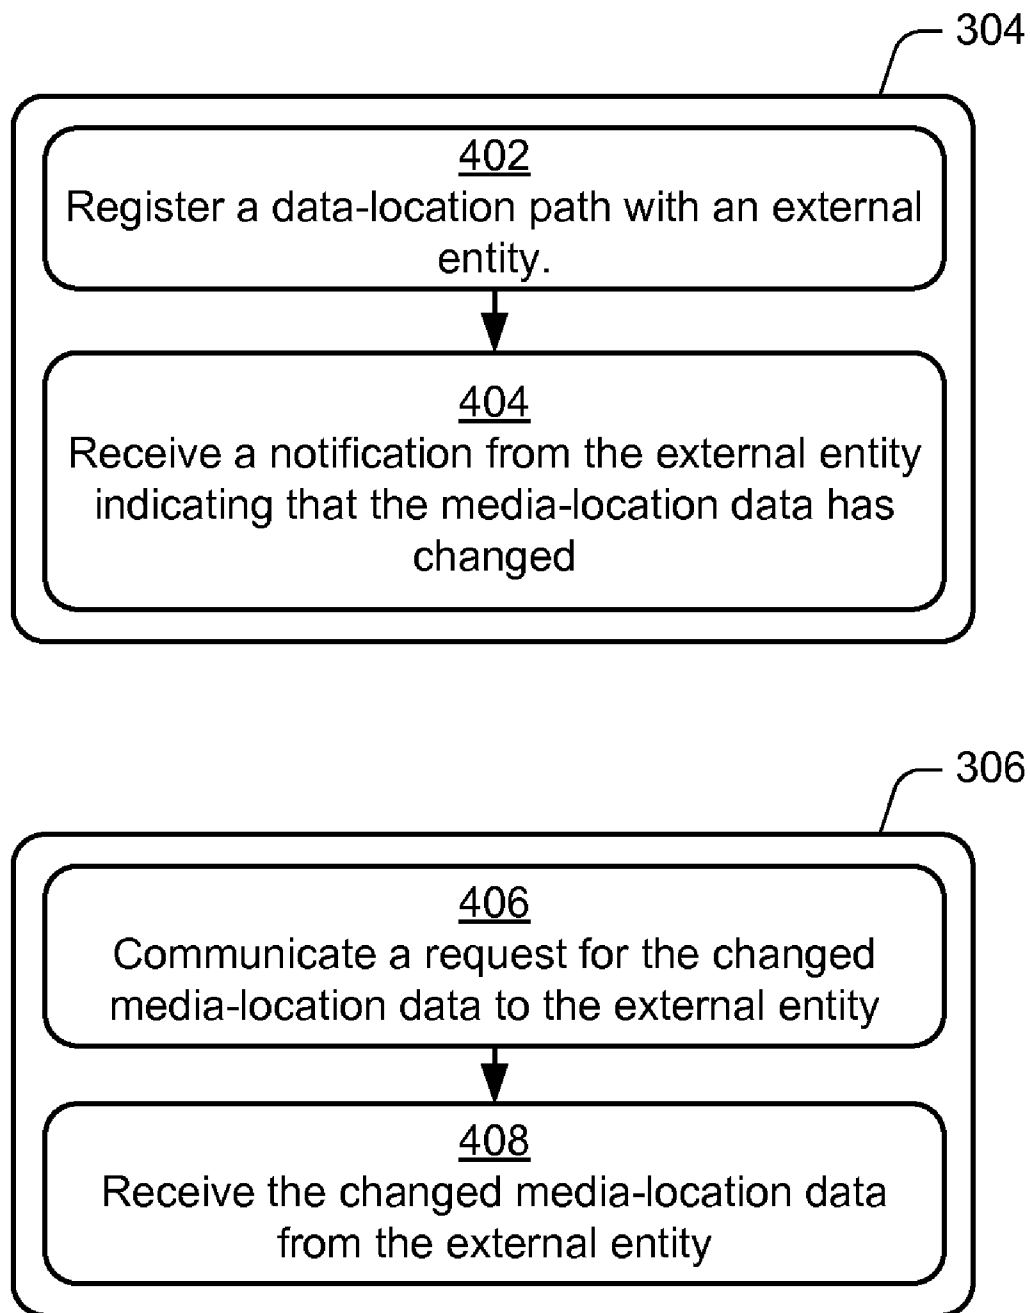 304
402
Register a data-location path with an external
entity.
404
Receive a notification from the external entity
indicating that the media-location data has
changed
306
406
Communicate a request for the changed
media-location data to the external entity
408
Receive the changed media-location data
from the external entity